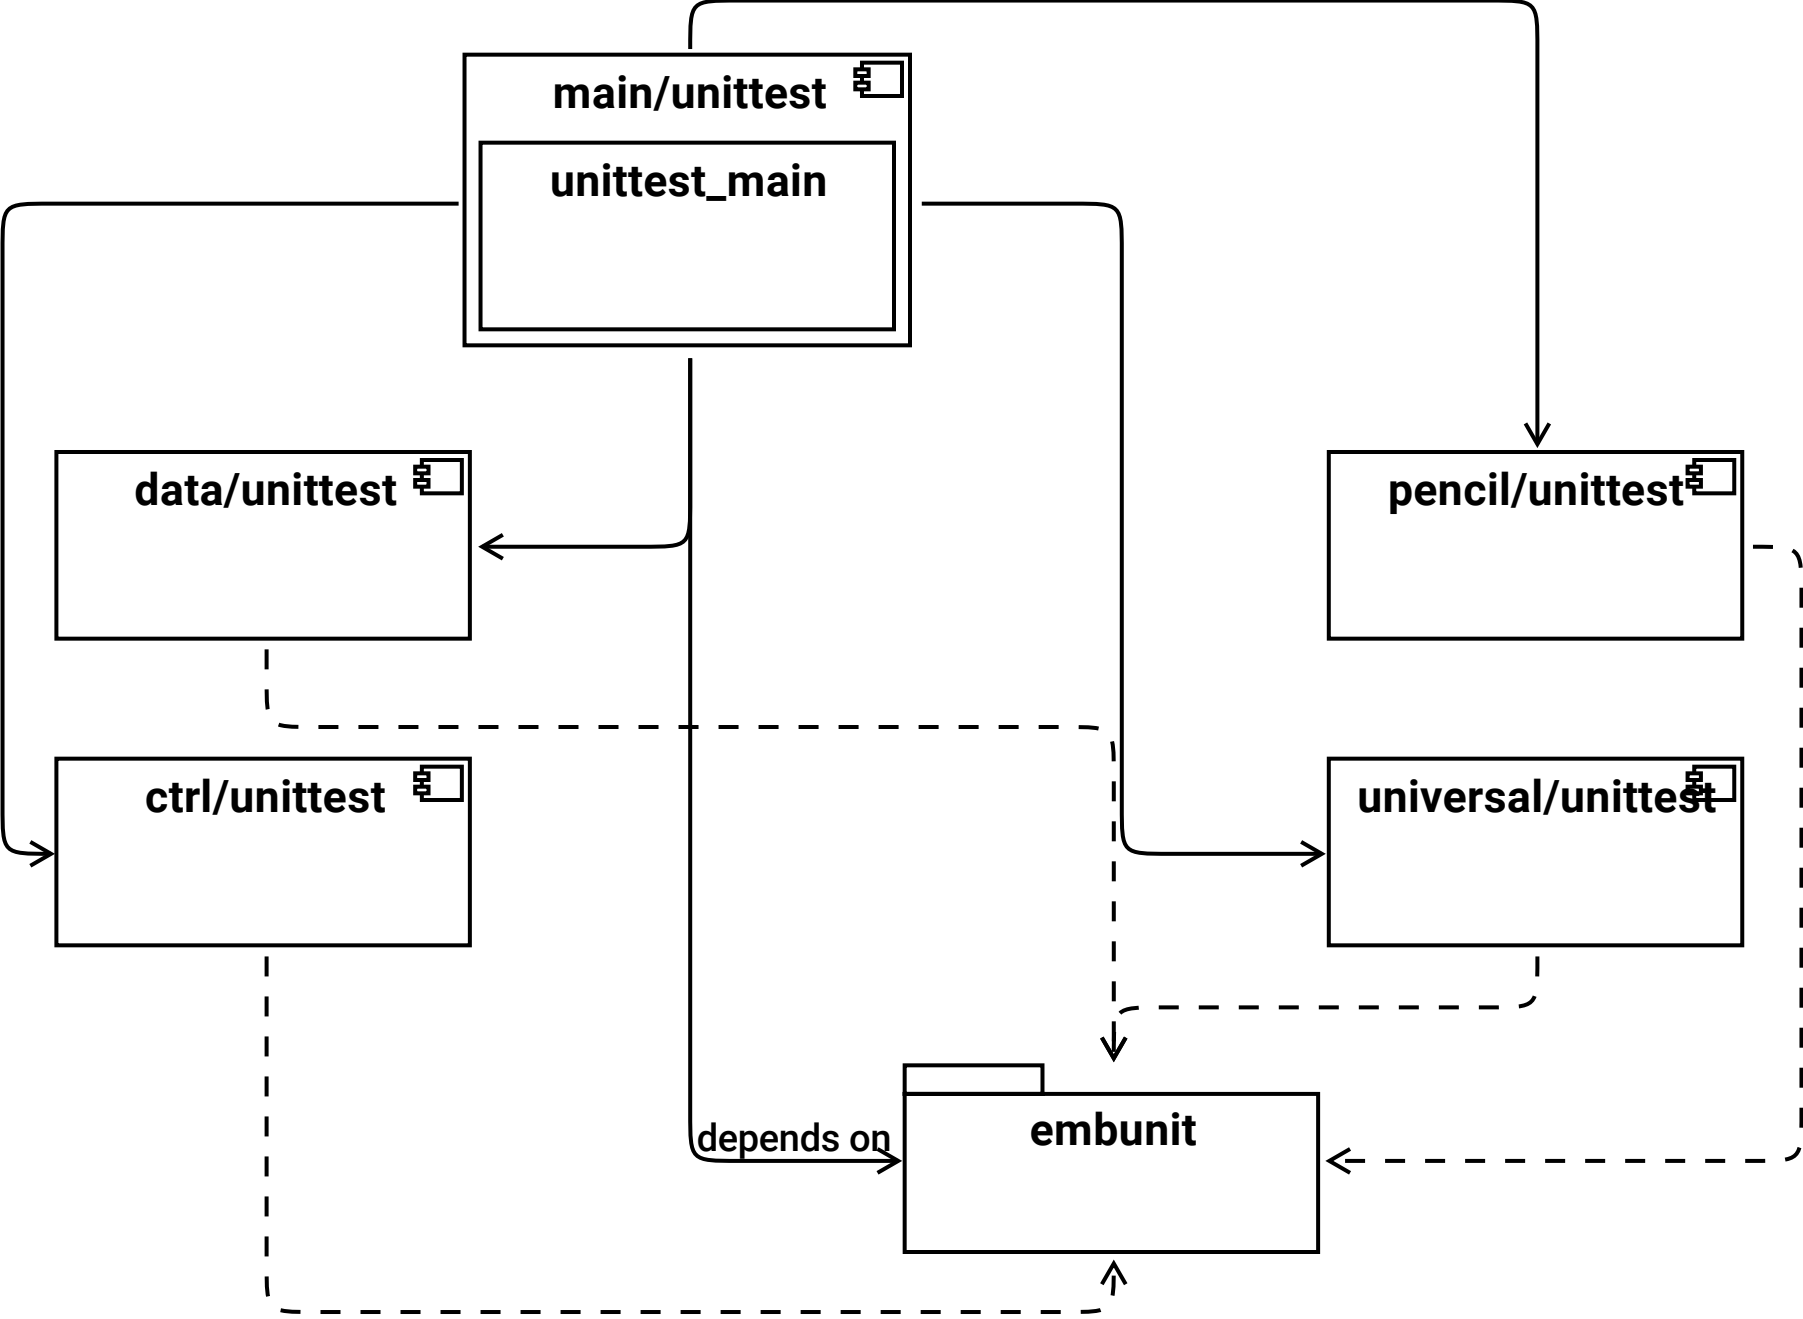 main/unittest
unittest_main
data/unittest
pencil/unittest
ctrl/unittest
universal/unittest
embunit
depends on